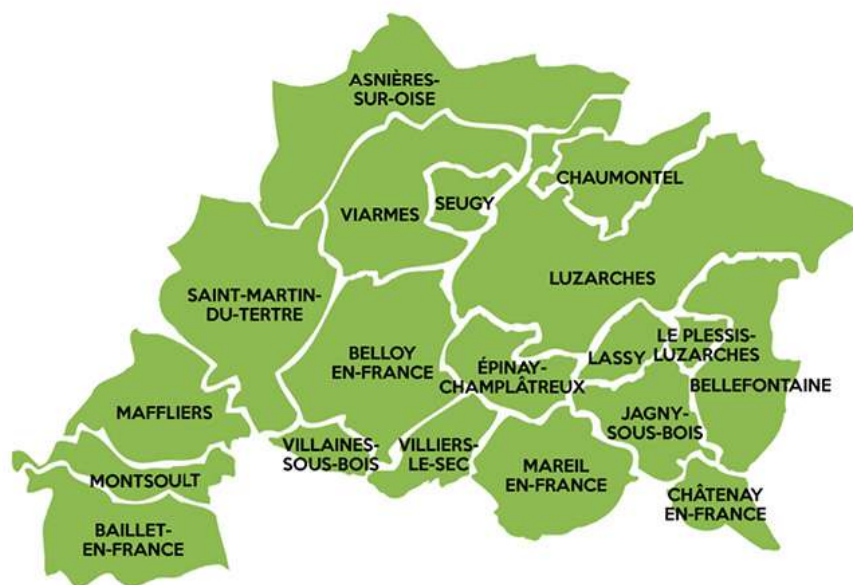 ASNIÈRES-
SUR-OISE
CHAUMONTEL
SEUGY
VIARMES
LUZARCHES
SAINT-MARTIN-
DU-TERTRE
LE PLESSIS-
LUZARCHES
BELLOY
EN-FRANCE
LASSY
ÉPINAY-
CHAMPLÂTREUX
BELLEFONTAINE
MAFFLIERS
JAGNY-
SOUS-BOIS
VILLAINES-
SOUS-BOIS
VILLIERS-
LE-SEC
MAREIL
EN-FRANCE
MONTSOULT
CHÂTENAY
EN-FRANCE
BAILLET-
EN-FRANCE